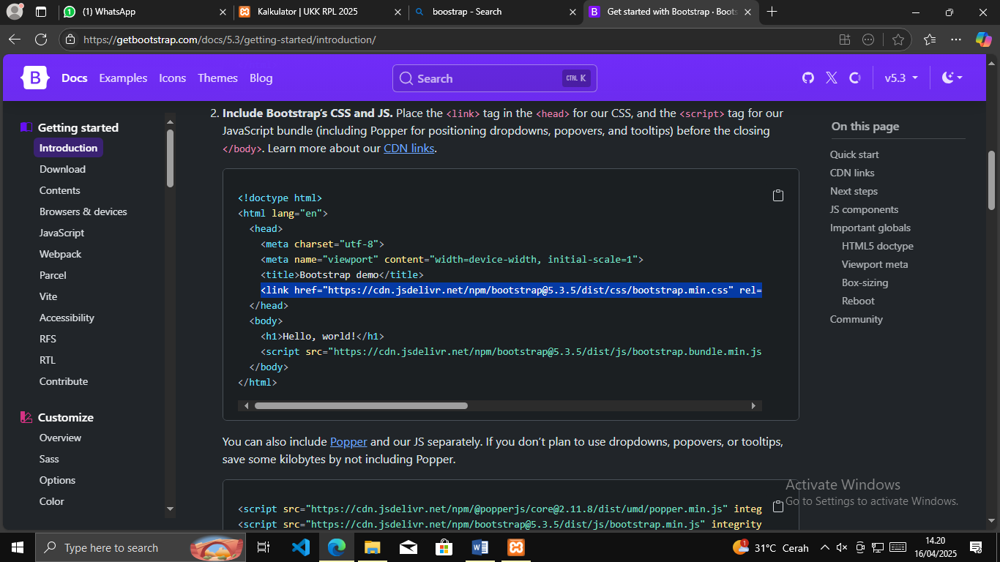 (1) WhatsApp
Kalkulator | UKK RPL 2025
boostrap - Search
Get started with Bootstrap · Boots
https://getbootstrap.com/docs/5.3/getting-started/introduction/
B Docs Examples Icons Themes Blog
Search CTRL K
v5.3
Getting started
Introduction
Download
Contents
Browsers & devices
JavaScript
Webpack
Parcel
Vite
Accessibility
RFS
RTL
Contribute
Customize
Overview
Sass
Options
Color
2. Include Bootstrap's CSS and JS. Place the <link> tag in the <head> for our CSS, and the <script> tag for our
JavaScript bundle (including Popper for positioning dropdowns, popovers, and tooltips) before the closing
</body>. Learn more about our CDN links.
<!doctype html>
<html lang="en">
<head>
<meta charset="utf-8">
<meta name="viewport" content="width=device-width, initial-scale=1">
<title>Bootstrap demo</title>
<link href="https://cdn.jsdelivr.net/npm/bootstrap@5.3.5/dist/css/bootstrap.min.css" rel=
</head>
<body>
<h1>Hello, world!</h1>
<script src="https://cdn.jsdelivr.net/npm/bootstrap@5.3.5/dist/js/bootstrap.bundle.min.js
</body>
</html>
You can also include Popper and our JS separately. If you don't plan to use dropdowns, popovers, or tooltips,
save some kilobytes by not including Popper.
<script src="https://cdn.jsdelivr.net/npm/@popperjs/core@2.11.8/dist/umd/popper.min.js" integ
<script src="https://cdn.jsdelivr.net/npm/bootstrap@5.3.5/dist/js/bootstrap.min.js" integrity
On this page
Quick start
CDN links
Next steps
JS components
Important globals
HTML5 doctype
Viewport meta
Box-sizing
Reboot
Community
Activate Windows
Go to Settings to activate Windows.
Type here to search
31°C Cerah
14.20
16/04/2025